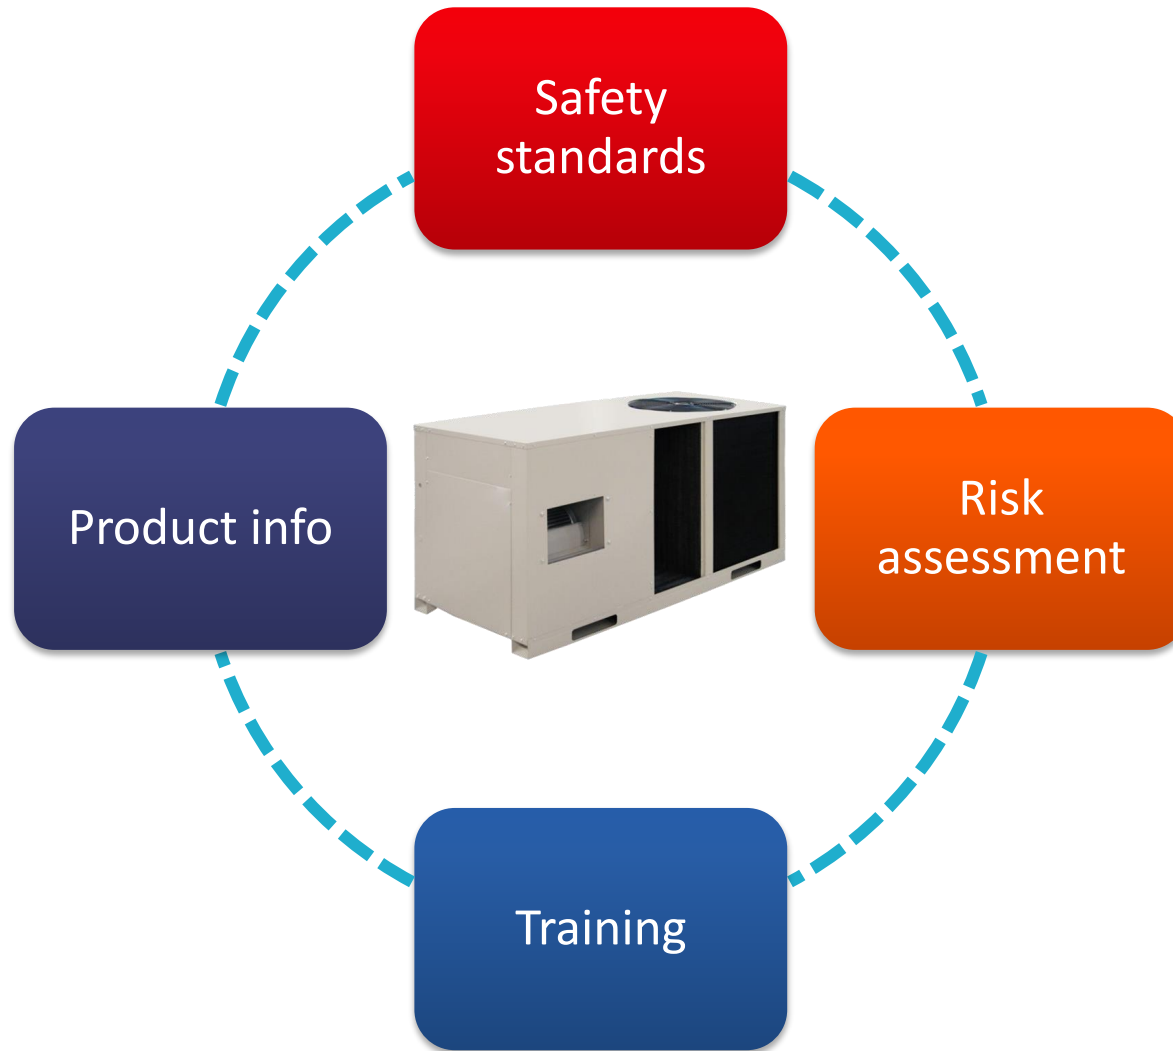 Safety
standards
Product info
Risk
assessment
Training